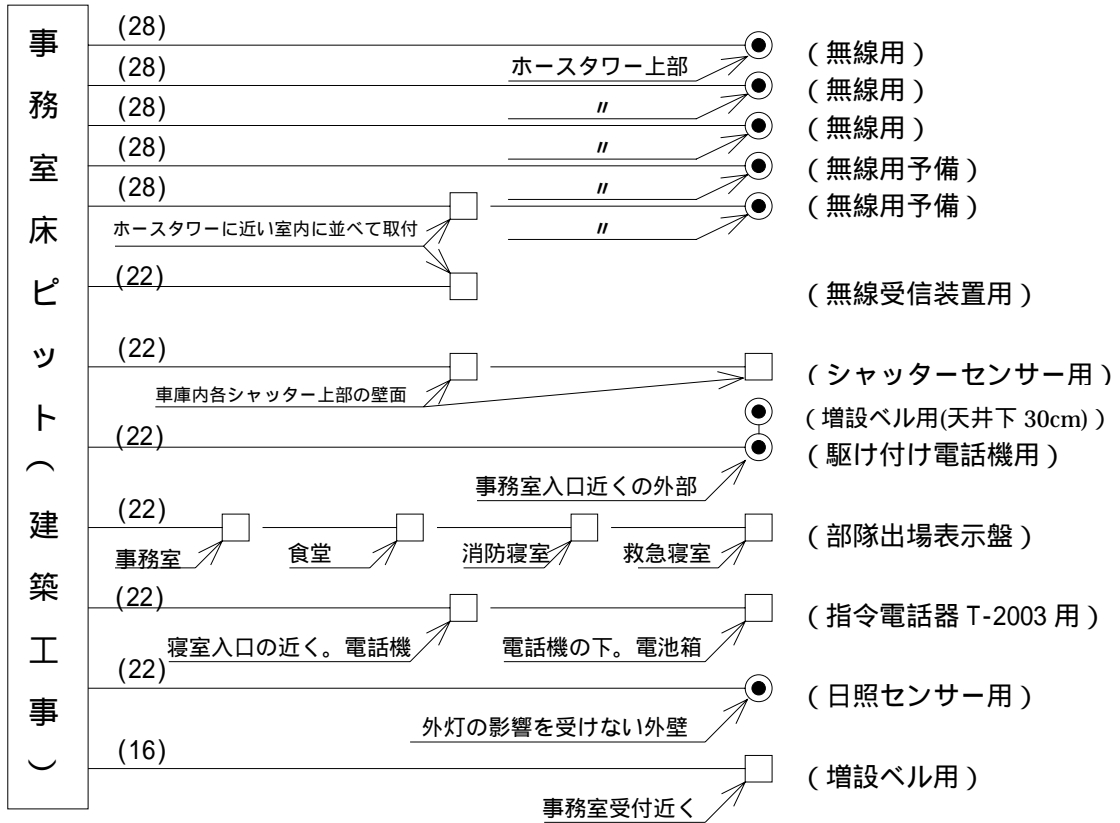 事務室床ピット（建築工事）
(28)
ホースタワー上部
（無線用）
(28)
〃
（無線用）
(28)
〃
（無線用）
(28)
〃
（無線用予備）
(28)
〃
（無線用予備）
ホースタワーに近い室内に並べて取付
(22)
（無線受信装置用）
(22)
車庫内各シャッター上部の壁面
（シャッターセンサー用）
（増設ベル用(天井下 30cm)）
(22)
事務室入口近くの外部
（駆け付け電話機用）
(22)
事務室
食堂
消防寝室
救急寝室
（部隊出場表示盤）
(22)
寝室入口の近く。電話機
電話機の下。電池箱
（指令電話器 T-2003 用）
(22)
外灯の影響を受けない外壁
（日照センサー用）
(16)
事務室受付近く
（増設ベル用）